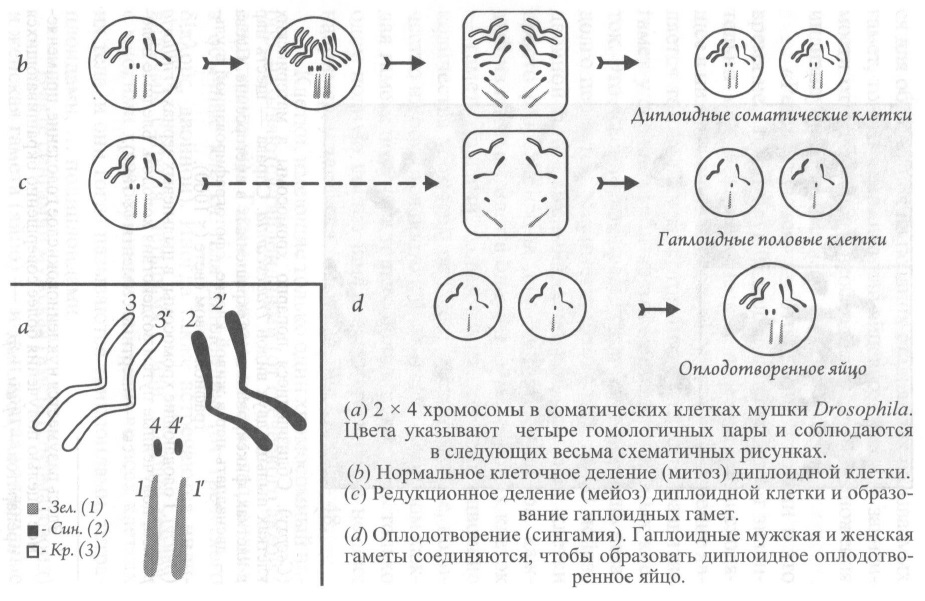 b
Диплоидные соматические клетки
c
Гаплоидные половые клетки
a
3
3'
2
2'
4 4'
1
1'
- Зел. (1)
- Син. (2)
- Кр. (3)
d
Оплодотворенное яйцо
(a) 2 × 4 хромосомы в соматических клетках мушки Drosophila.
Цвета указывают четыре гомологичных пары и соблюдаются
в следующих весьма схематичных рисунках.
(b) Нормальное клеточное деление (митоз) диплоидной клетки.
(c) Редукционное деление (мейоз) диплоидной клетки и образо-
вание гаплоидных гамет.
(d) Оплодотворение (сингамия). Гаплоидные мужская и женская
гаметы соединяются, чтобы образовать диплоидное оплодотво-
ренное яйцо.